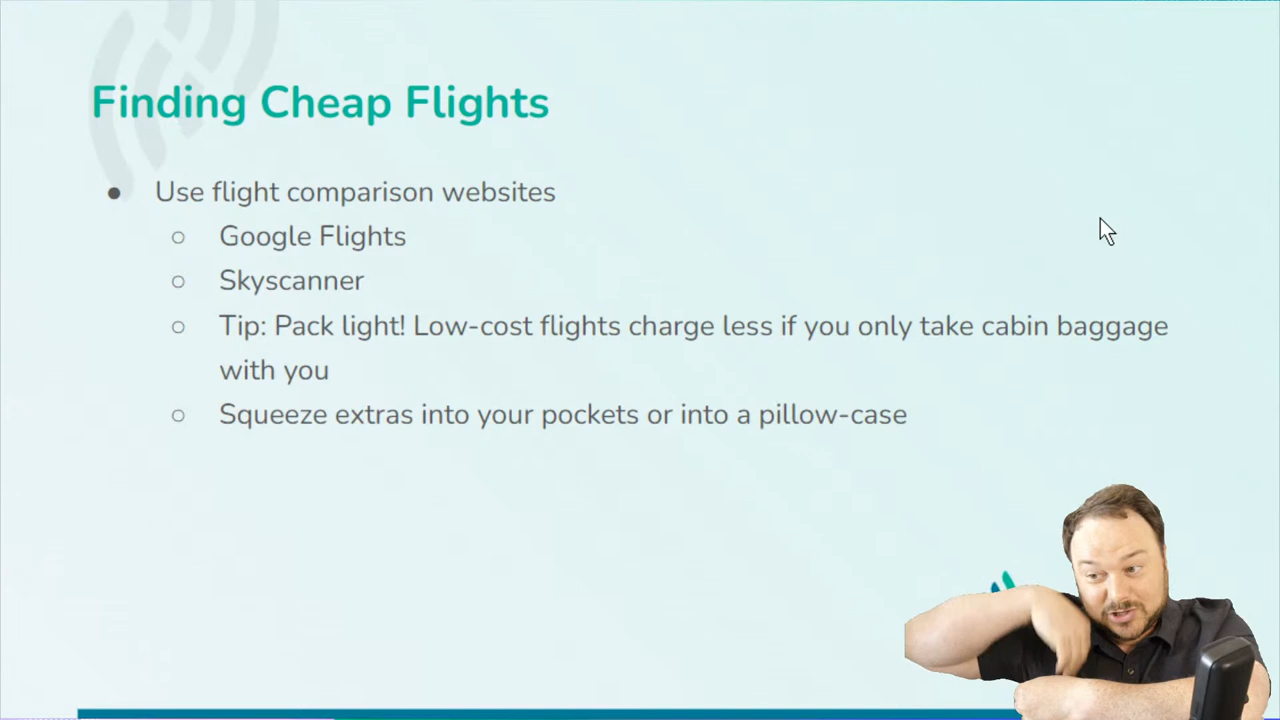 Finding Cheap Flights
Use flight comparison websites
Google Flights
Skyscanner
Tip: Pack light! Low-cost flights charge less if you only take cabin baggage
with you
Squeeze extras into your pockets or into a pillow-case